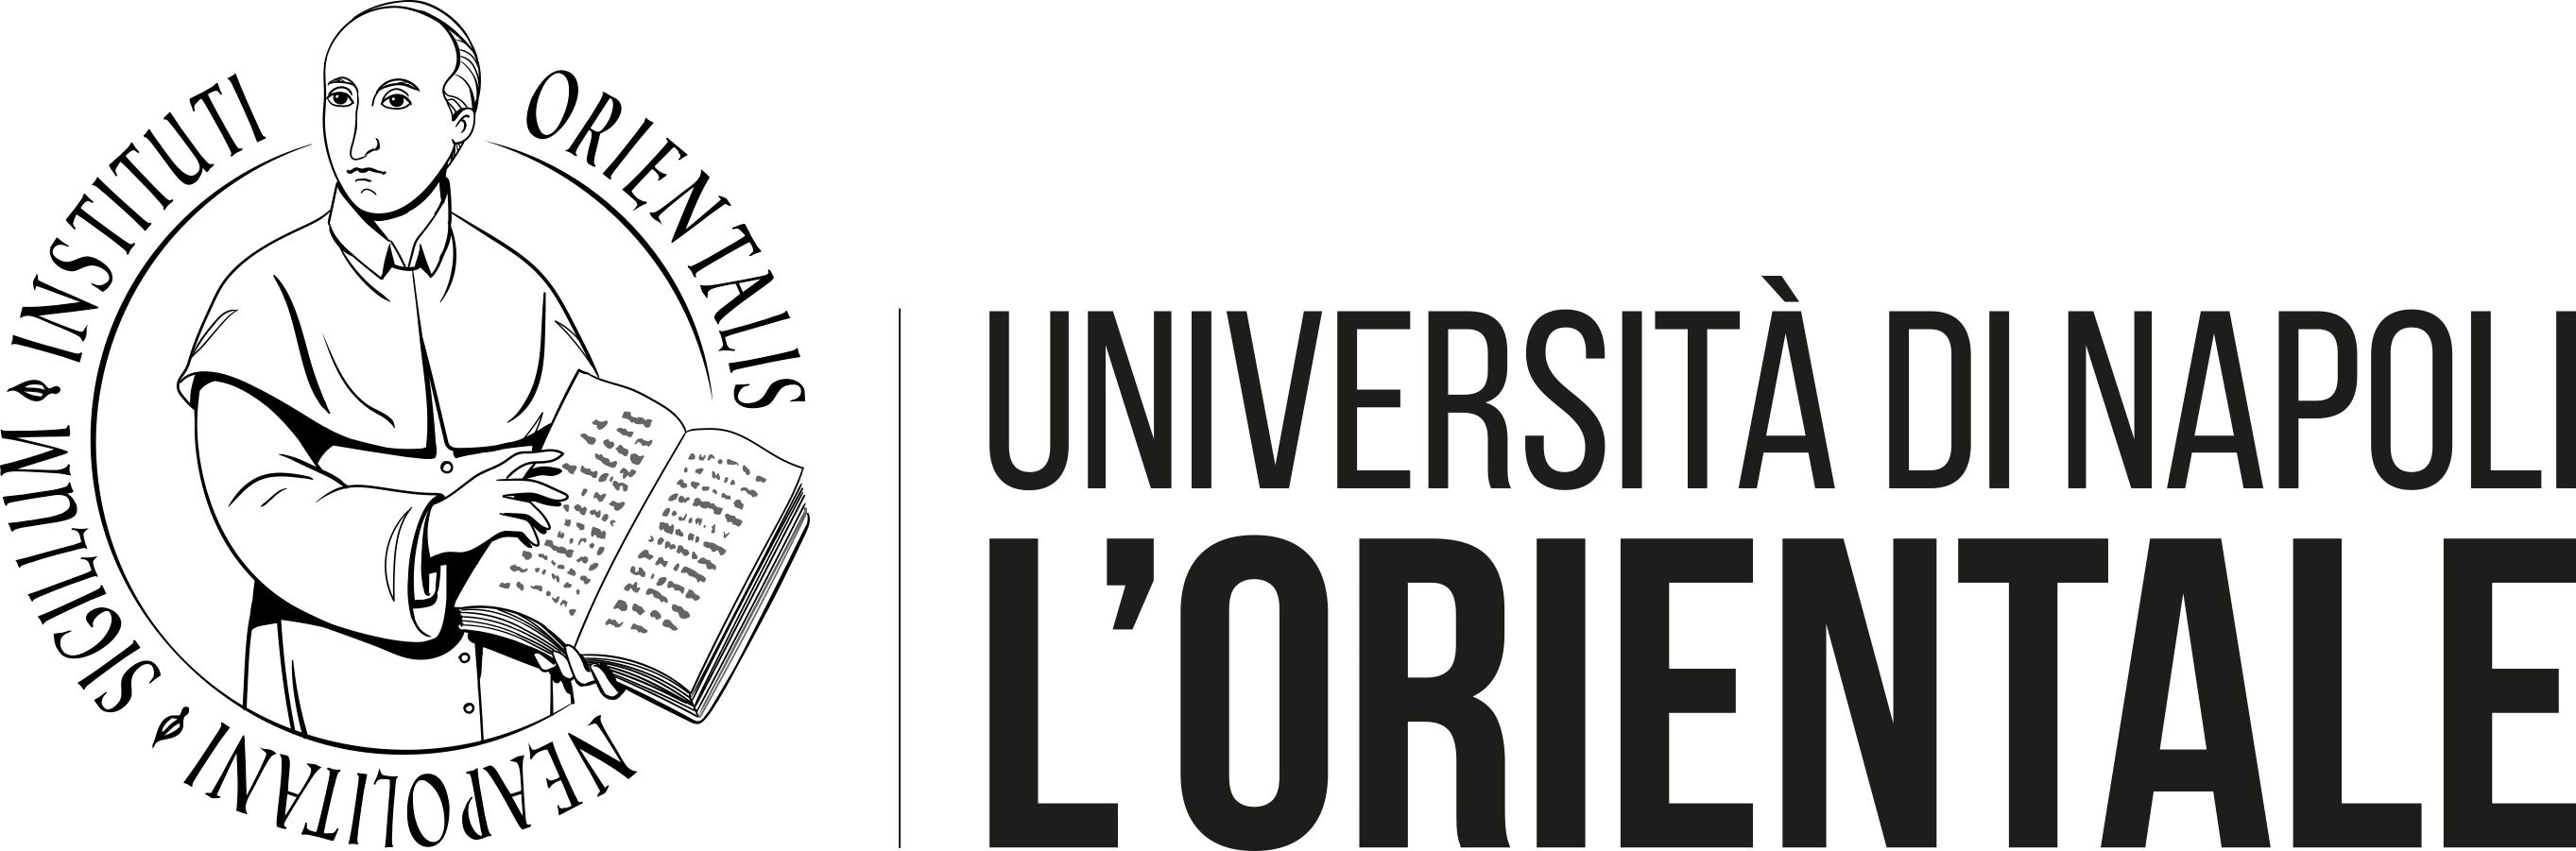 SIGILLUM INSTITUTI ORIENTALIS NEAPOLITANI
UNIVERSITÀ DI NAPOLI
L'ORIENTALE